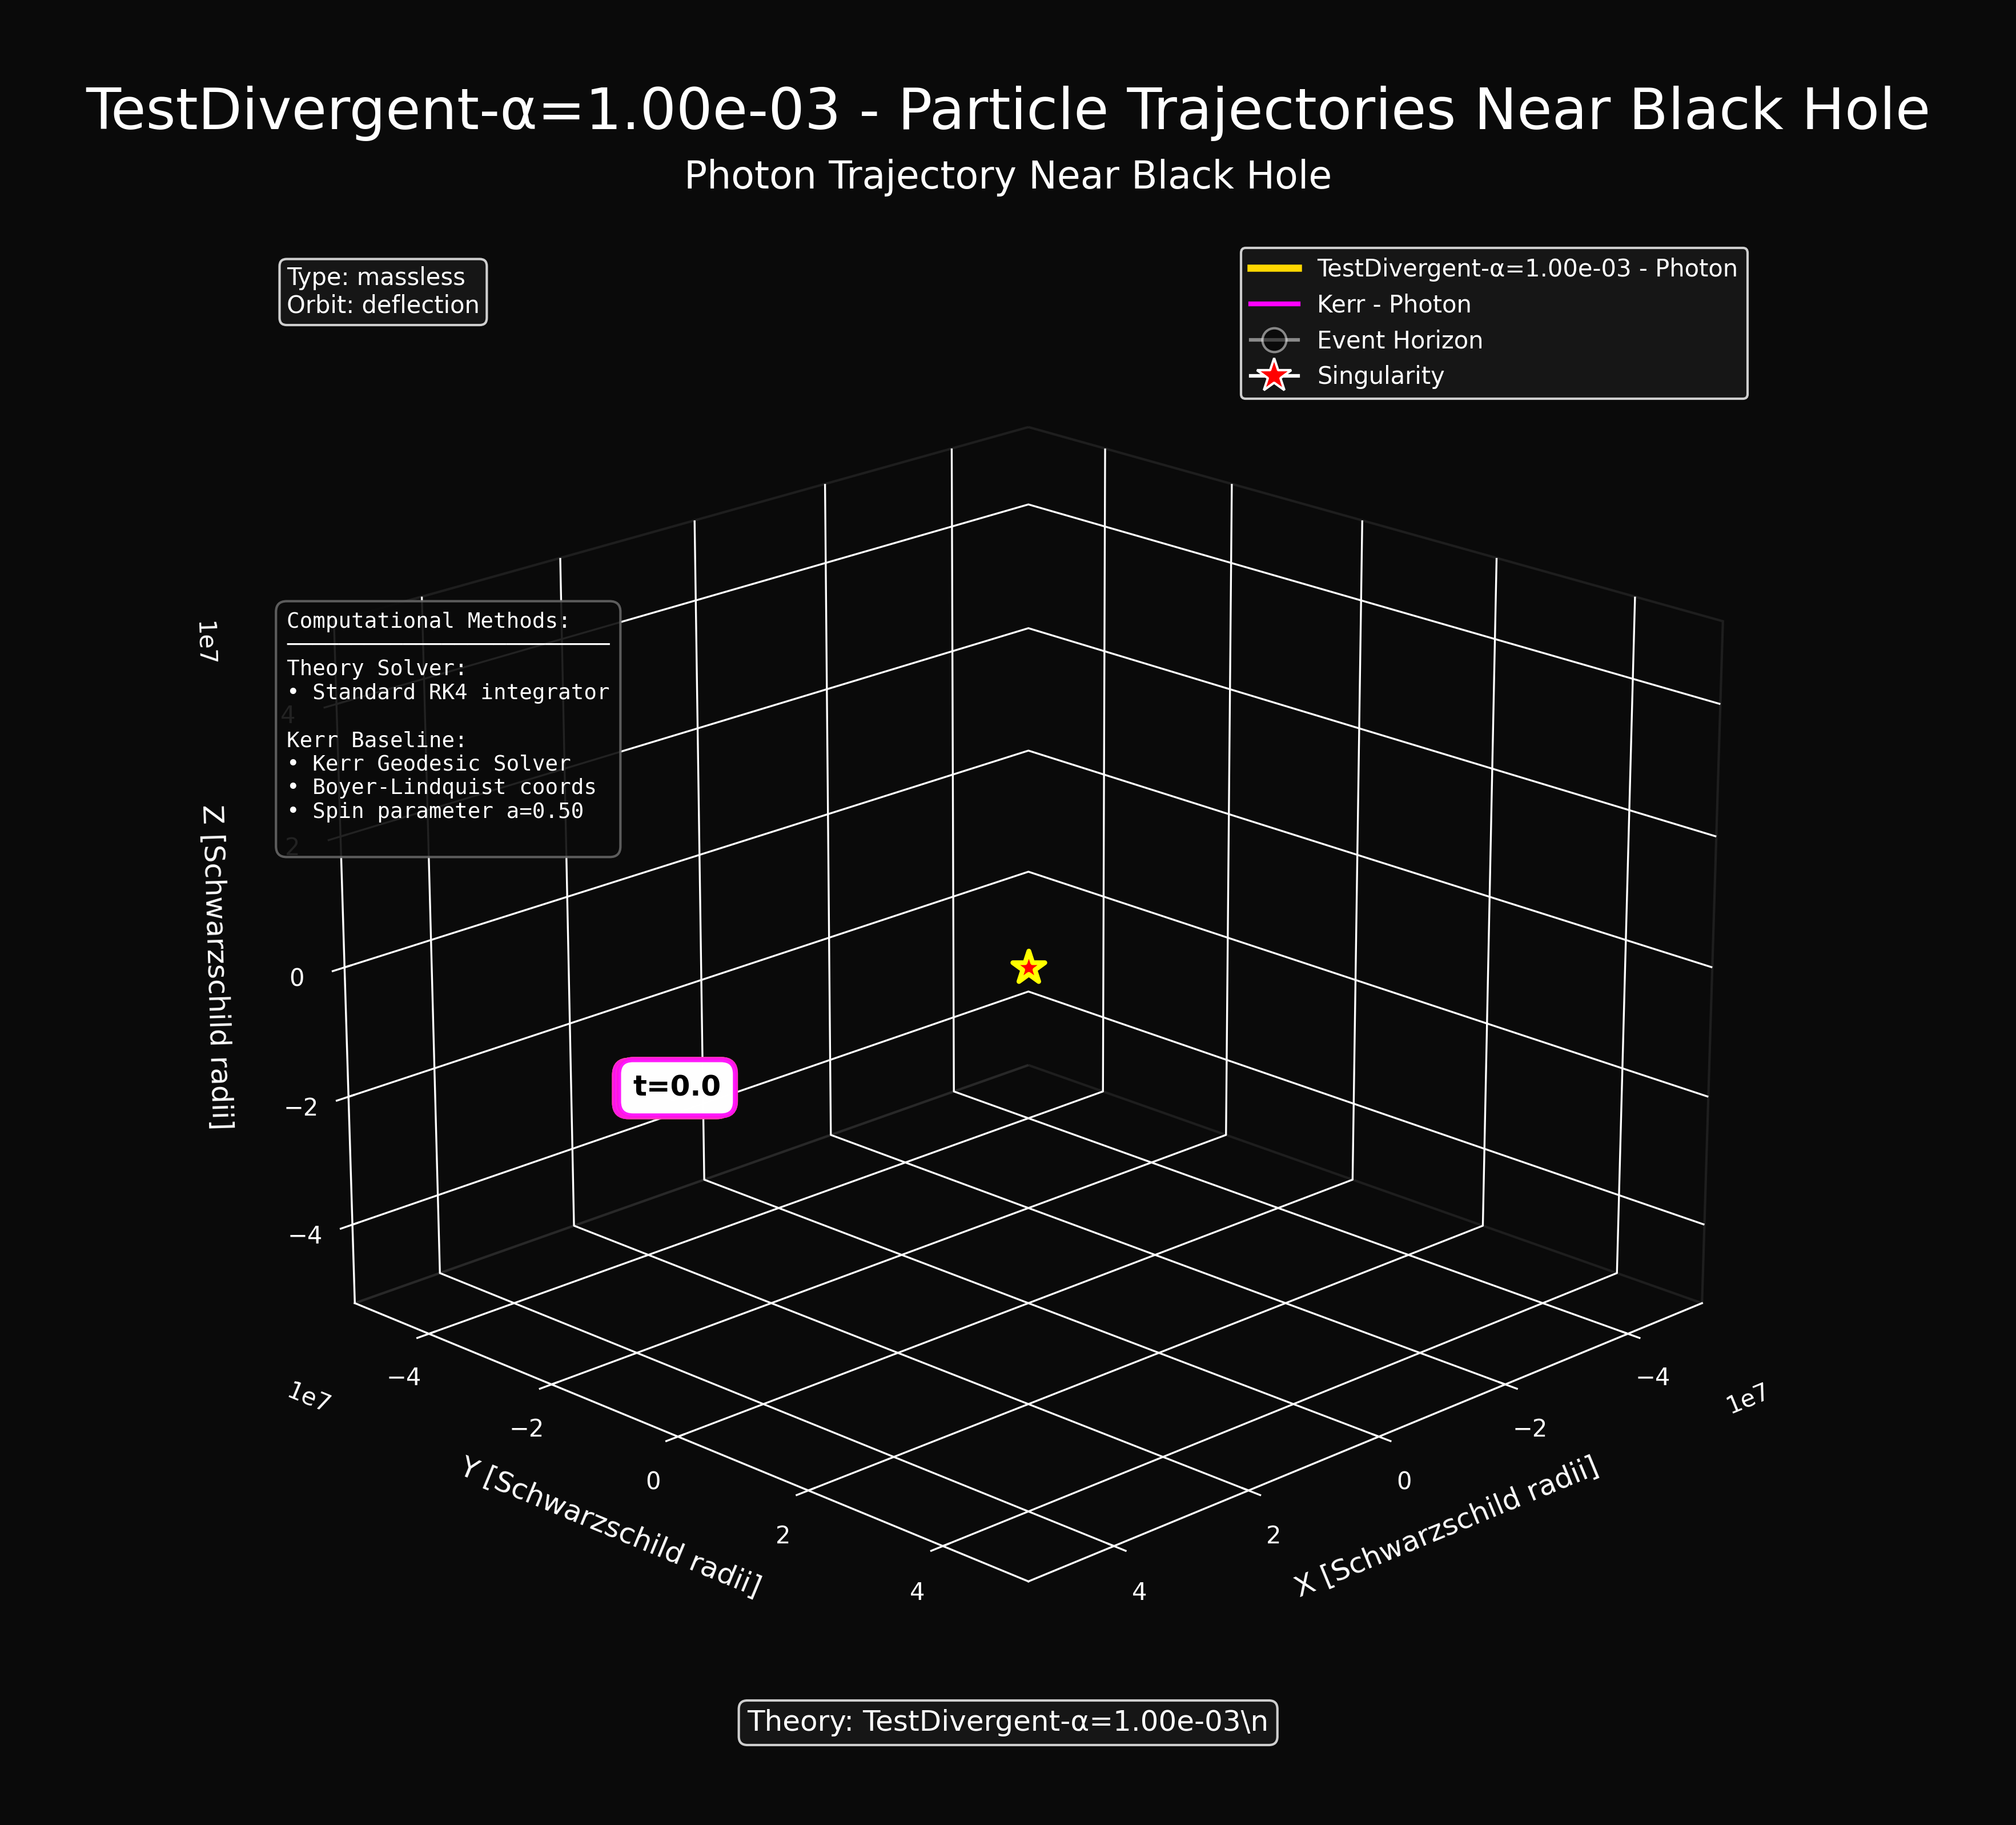 TestDivergent-α=1.00e-03 - Particle Trajectories Near Black Hole
Photon Trajectory Near Black Hole
Type: massless
Orbit: deflection
TestDivergent-α=1.00e-03 - Photon
Kerr - Photon
Event Horizon
Singularity
Computational Methods:
Theory Solver:
• Standard RK4 integrator
Kerr Baseline:
• Kerr Geodesic Solver
• Boyer-Lindquist coords
• Spin parameter a=0.50
1e7
4
2
0
−2
−4
Z [Schwarzschild radii]
t=0.0
1e7
−4
−2
0
2
4
Y [Schwarzschild radii]
4
2
0
−2
−4
1e7
X [Schwarzschild radii]
Theory: TestDivergent-α=1.00e-03\n